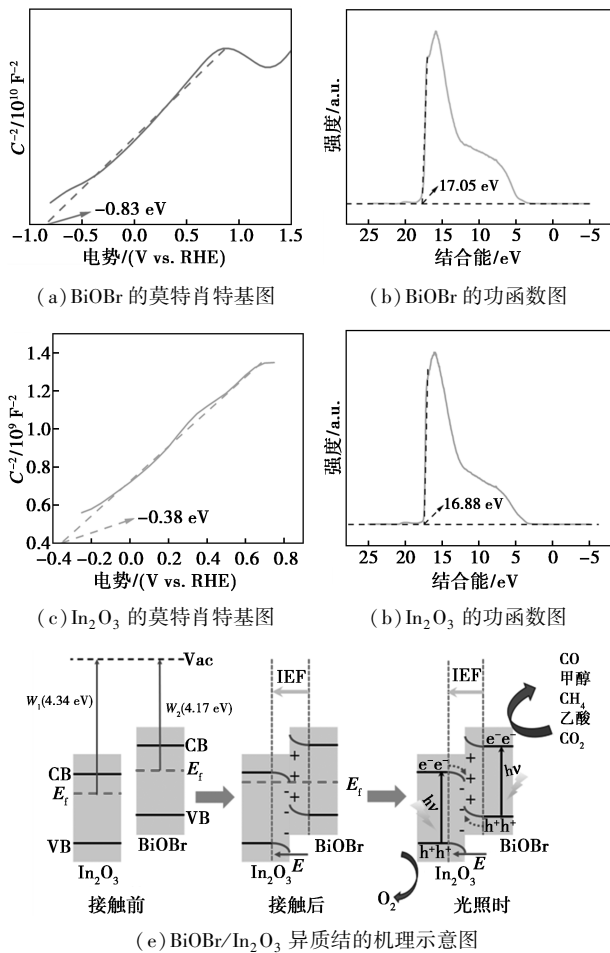 C⁻²/10¹⁰ F⁻²
−0.83 eV
−1.0 −0.5 0.0 0.5 1.0 1.5
电势/(V vs. RHE)
(a)BiOBr 的莫特肖特基图
强度/a.u.
17.05 eV
25 20 15 10 5 0 −5
结合能/eV
(b)BiOBr 的功函数图
C⁻²/10⁹ F⁻²
1.4
1.2
1.0
0.8
0.6
0.4
−0.38 eV
−0.4 −0.2 0.0 0.2 0.4 0.6 0.8
电势/(V vs. RHE)
(c)In₂O₃ 的莫特肖特基图
强度/a.u.
16.88 eV
25 20 15 10 5 0 −5
结合能/eV
(b)In₂O₃ 的功函数图
Vac
W₁(4.34 eV)
W₂(4.17 eV)
CB
CB
E_f
E_f
VB
VB
BiOBr
In₂O₃
接触前
IEF
+
+
+
-
-
-
E_f
BiOBr
E
In₂O₃
接触后
IEF
CO
甲醇
CH₄
乙酸
CO₂
e⁻e⁻
e⁻e⁻
+
+
+
-
-
-
hν
hν
h⁺h⁺
h⁺h⁺
BiOBr
E
In₂O₃
O₂
光照时
(e)BiOBr/In₂O₃ 异质结的机理示意图